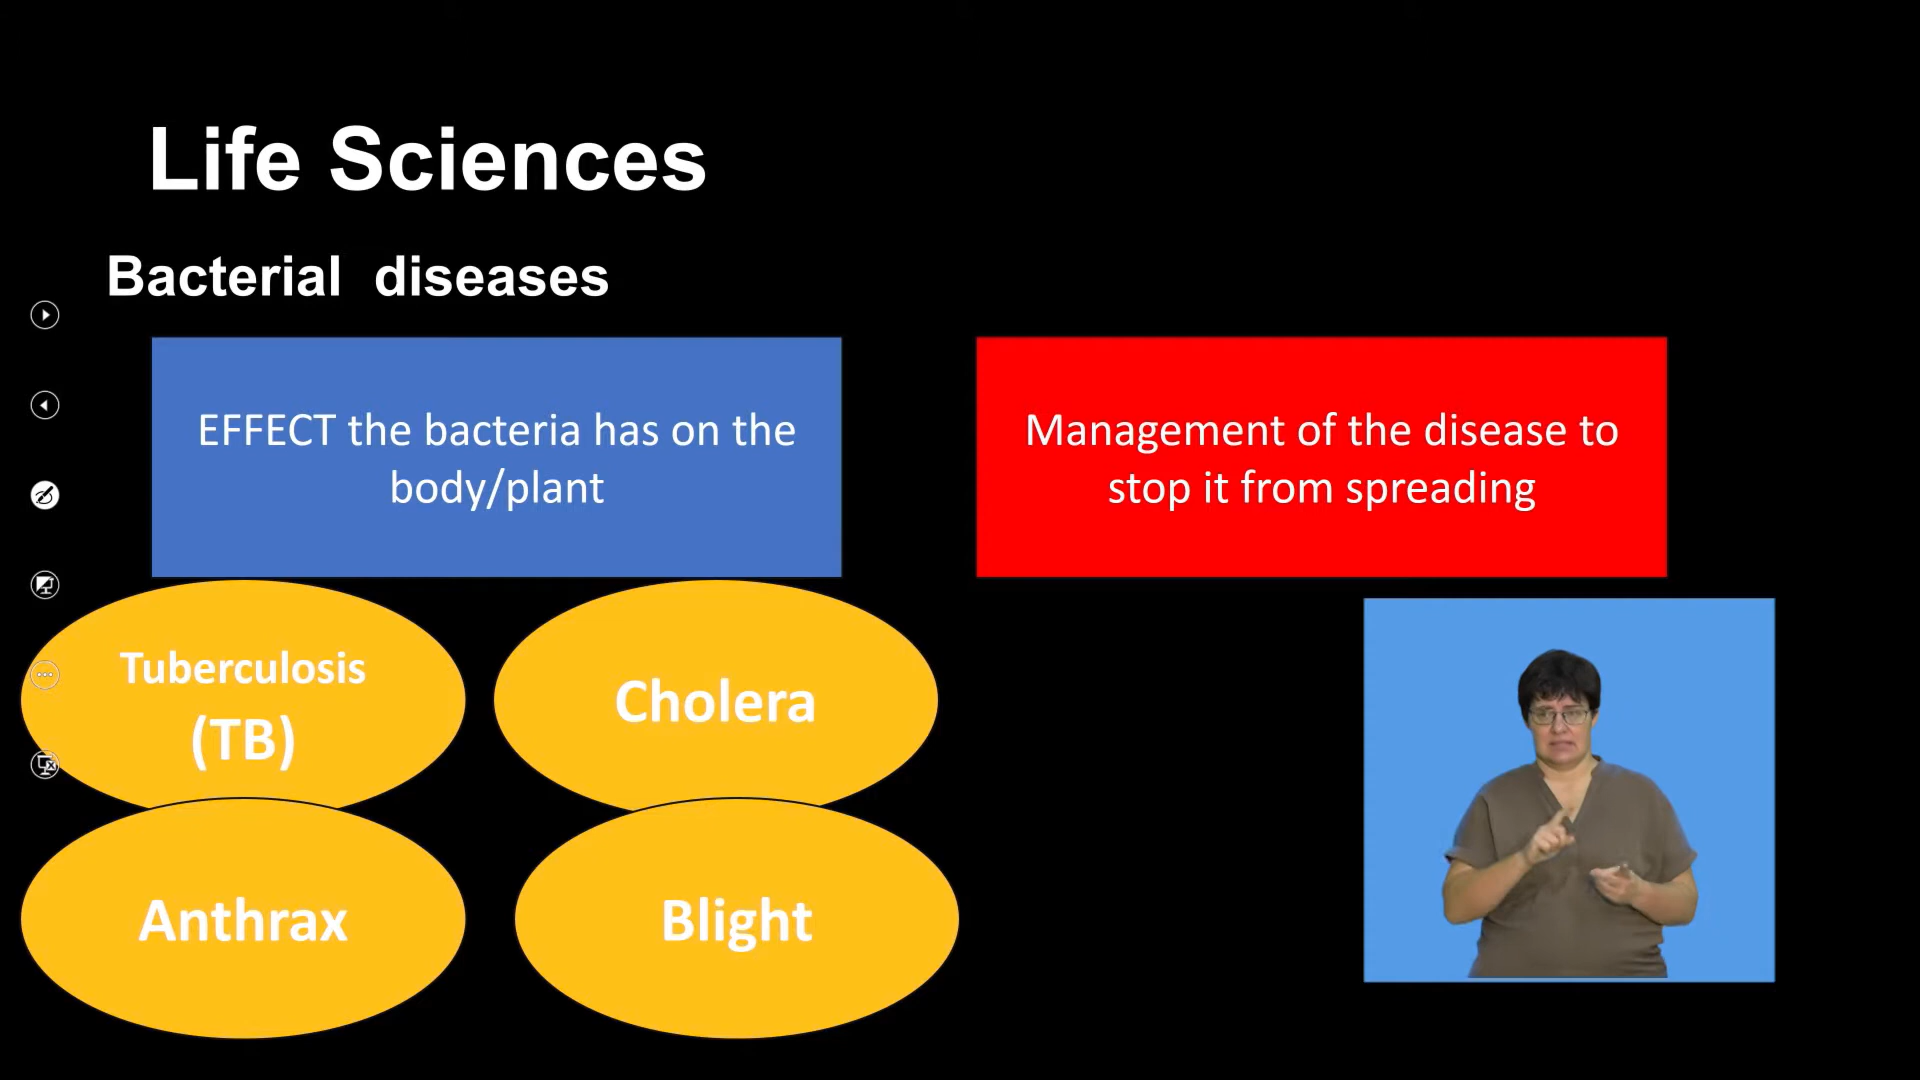 Life Sciences
Bacterial diseases
EFFECT the bacteria has on the
body/plant
Management of the disease to
stop it from spreading
Tuberculosis
(TB)
Cholera
Anthrax
Blight